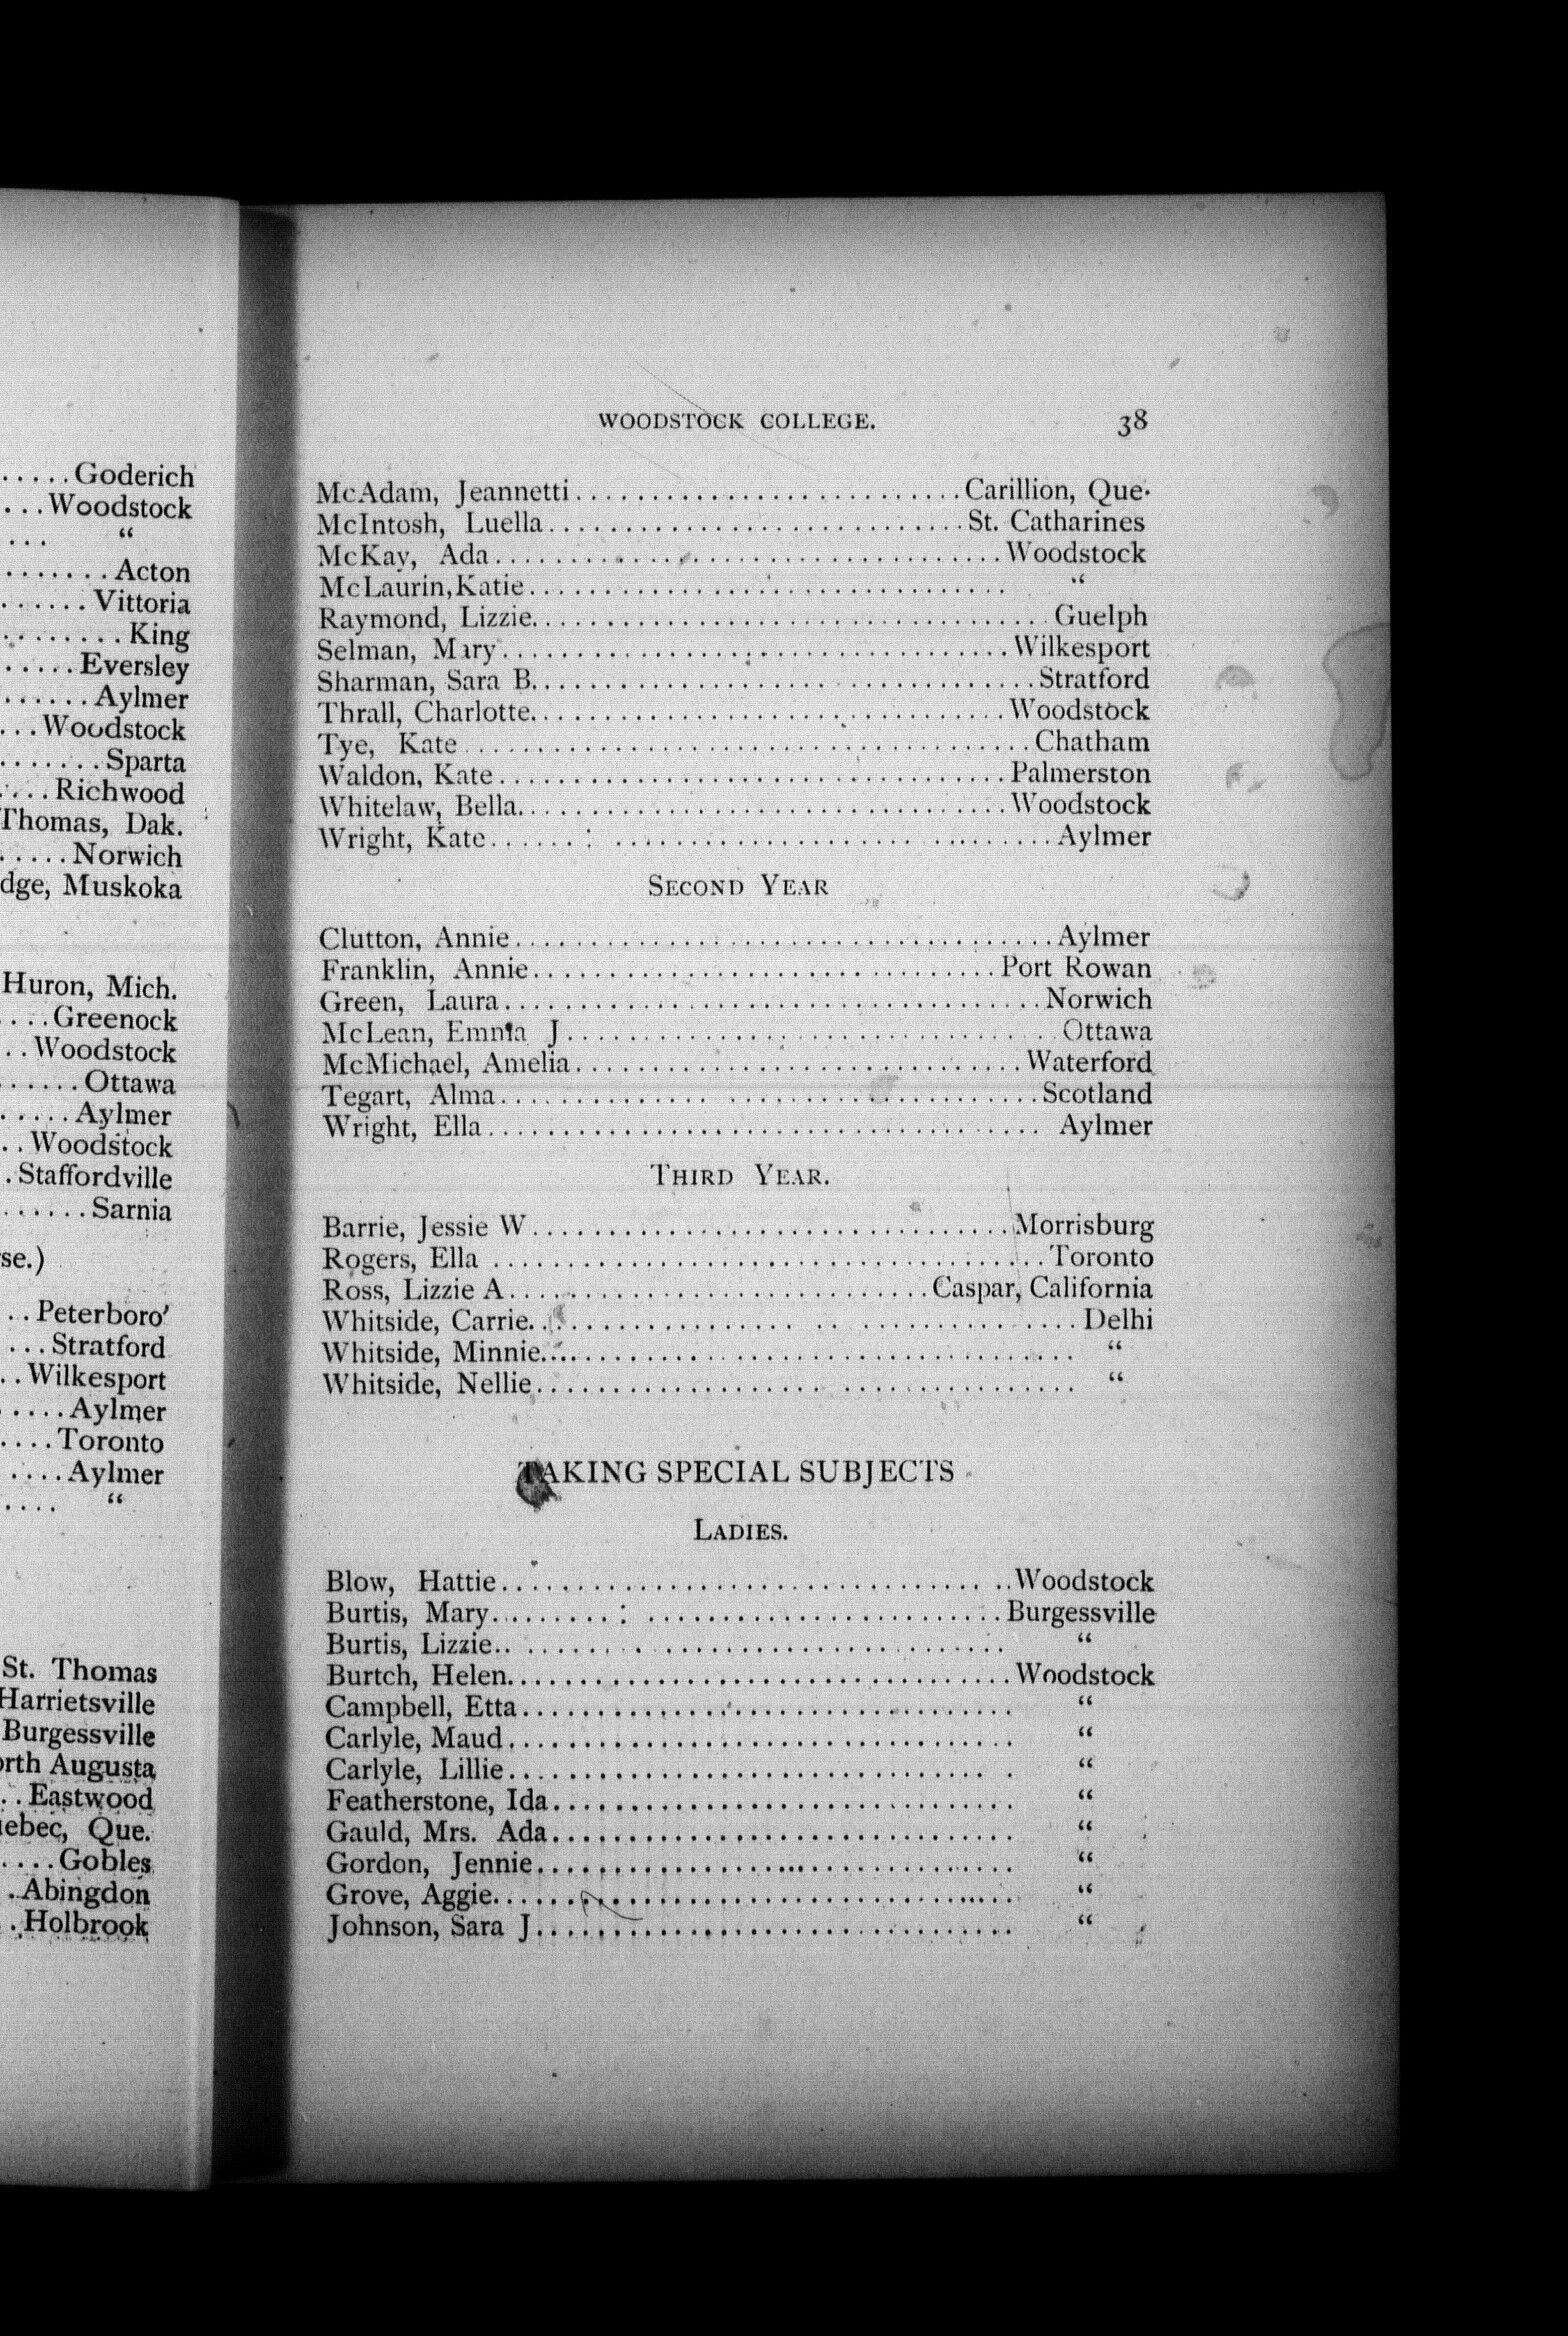 .....Goderich
...Woodstock
... “
.......Acton
......Vittoria
........King
.....Eversley
......Aylmer
...Woodstock
.......Sparta
.....Richwood
Thomas, Dak.
.....Norwich
dge, Muskoka
Huron, Mich.
....Greenock
..Woodstock
......Ottawa
.....Aylmer
..Woodstock
.Staffordville
......Sarnia
se.)
..Peterboro’
...Stratford
..Wilkesport
.....Aylmer
....Toronto
....Aylmer
.... “
St. Thomas
Harrietsville
Burgessville
orth Augusta
..Eastwood
uebec, Que.
....Gobles
.Abingdon
..Holbrook
WOODSTOCK COLLEGE. 38
McAdam, Jeannetti..........................Carillion, Que.
McIntosh, Luella...........................St. Catharines
McKay, Ada.................................Woodstock
McLaurin,Katie................................ “
Raymond, Lizzie..................................Guelph
Selman, Mary.................................Wilkesport
Sharman, Sara B.................................Stratford
Thrall, Charlotte...............................Woodstock
Tye, Kate.....................................Chatham
Waldon, Kate.................................Palmerston
Whitelaw, Bella................................Woodstock
Wright, Kate......: ..............................Aylmer
SECOND YEAR
Clutton, Annie...................................Aylmer
Franklin, Annie..............................Port Rowan
Green, Laura...................................Norwich
McLean, Emma J................................Ottawa
McMichael, Amelia.............................Waterford
Tegart, Alma..................................Scotland
Wright, Ella.................................... Aylmer
THIRD YEAR.
Barrie, Jessie W...............................Morrisburg
Rogers, Ella ....................................Toronto
Ross, Lizzie A............................Caspar, California
Whitside, Carrie..................................Delhi
Whitside, Minnie................................... “
Whitside, Nellie................................... “
TAKING SPECIAL SUBJECTS
LADIES.
Blow, Hattie.................................Woodstock
Burtis, Mary........: .......................Burgessville
Burtis, Lizzie................................ “
Burtch, Helen.................................Woodstock
Campbell, Etta................................ “
Carlyle, Maud................................. “
Carlyle, Lillie................................ “
Featherstone, Ida.............................. “
Gauld, Mrs. Ada.............................. “
Gordon, Jennie............................... “
Grove, Aggie.................................. “
Johnson, Sara J............................... “